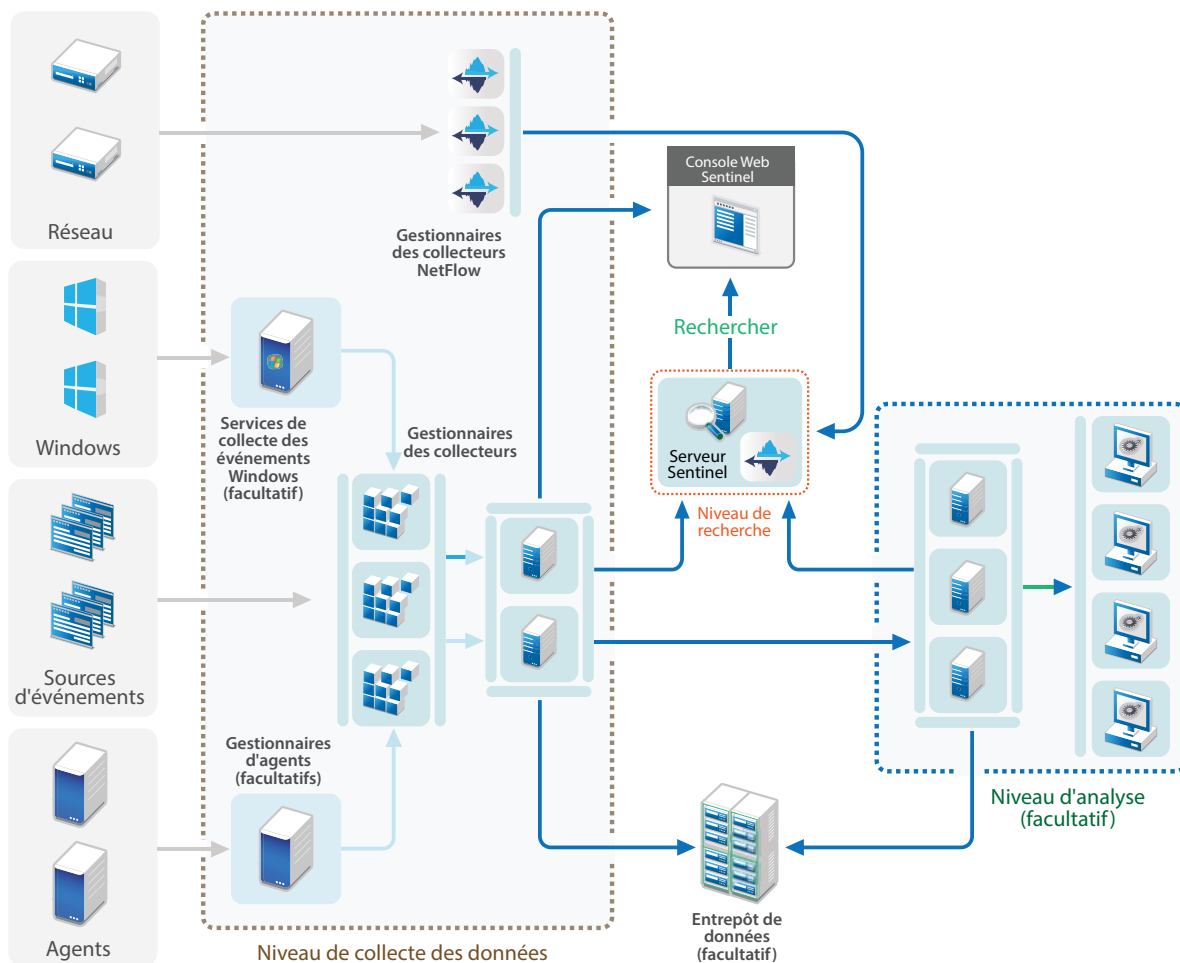 Réseau
Gestionnaires
des collecteurs
NetFlow
Console Web
Sentinel
Rechercher
Windows
Services de
collecte des
événements
Windows
(facultatif)
Gestionnaires
des collecteurs
Serveur
Sentinel
Niveau de
recherche
Sources
d'événements
Gestionnaires
d'agents
(facultatifs)
Agents
Niveau d'analyse
(facultatif)
Entrepôt de
données
(facultatif)
Niveau de collecte des données